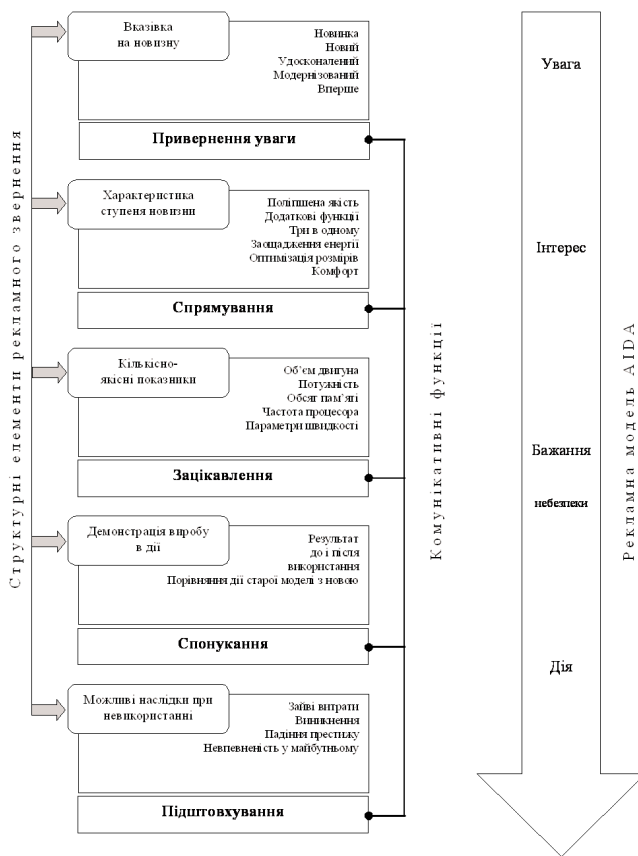 Структурні елементи рекламного звернення
Вказівка
на новизну
Новинка
Новий
Удосконалений
Модернізований
Вперше
Привернення уваги
Характеристика
ступеня новизни
Поліпшена якість
Додаткові функції
Три в одному
Заощадження енергії
Оптимізація розмірів
Комфорт
Спрямування
Кількісно-
якісні показники
Об'єм двигуна
Потужність
Обсяг пам'яті
Частота процесора
Параметри швидкості
Зацікавлення
Демонстрація виробу
в дії
Результат
до і після
використання
Порівняння дії старої моделі з новою
Спонукання
Можливі наслідки при
невикористанні
Зайві витрати
Виникнення
Падіння престижу
Невпевненість у майбутньому
Підштовхування
Комунікативні функції
Увага
Інтерес
Бажання
небезпеки
Дія
Рекламна модель AIDA